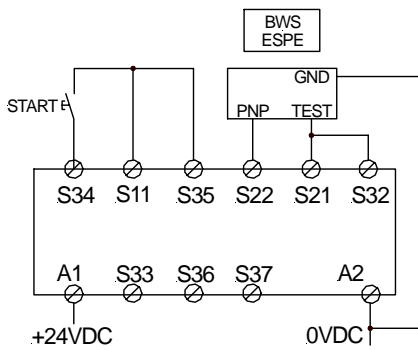 BWS
ESPE
GND
START
PNP TEST
S34 S11 S35 S22 S21 S32
A1 S33 S36 S37 A2
+24VDC 0VDC